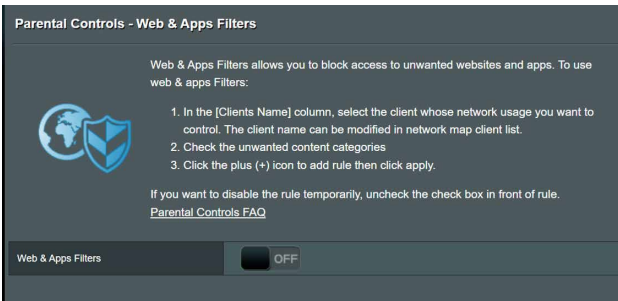 Parental Controls - Web & Apps Filters
Web & Apps Filters allows you to block access to unwanted websites and apps. To use
web & apps Filters:
1. In the [Clients Name] column, select the client whose network usage you want to
control. The client name can be modified in network map client list.
2. Check the unwanted content categories
3. Click the plus (+) icon to add rule then click apply.
If you want to disable the rule temporarily, uncheck the check box in front of rule.
Parental Controls FAQ
Web & Apps Filters
OFF